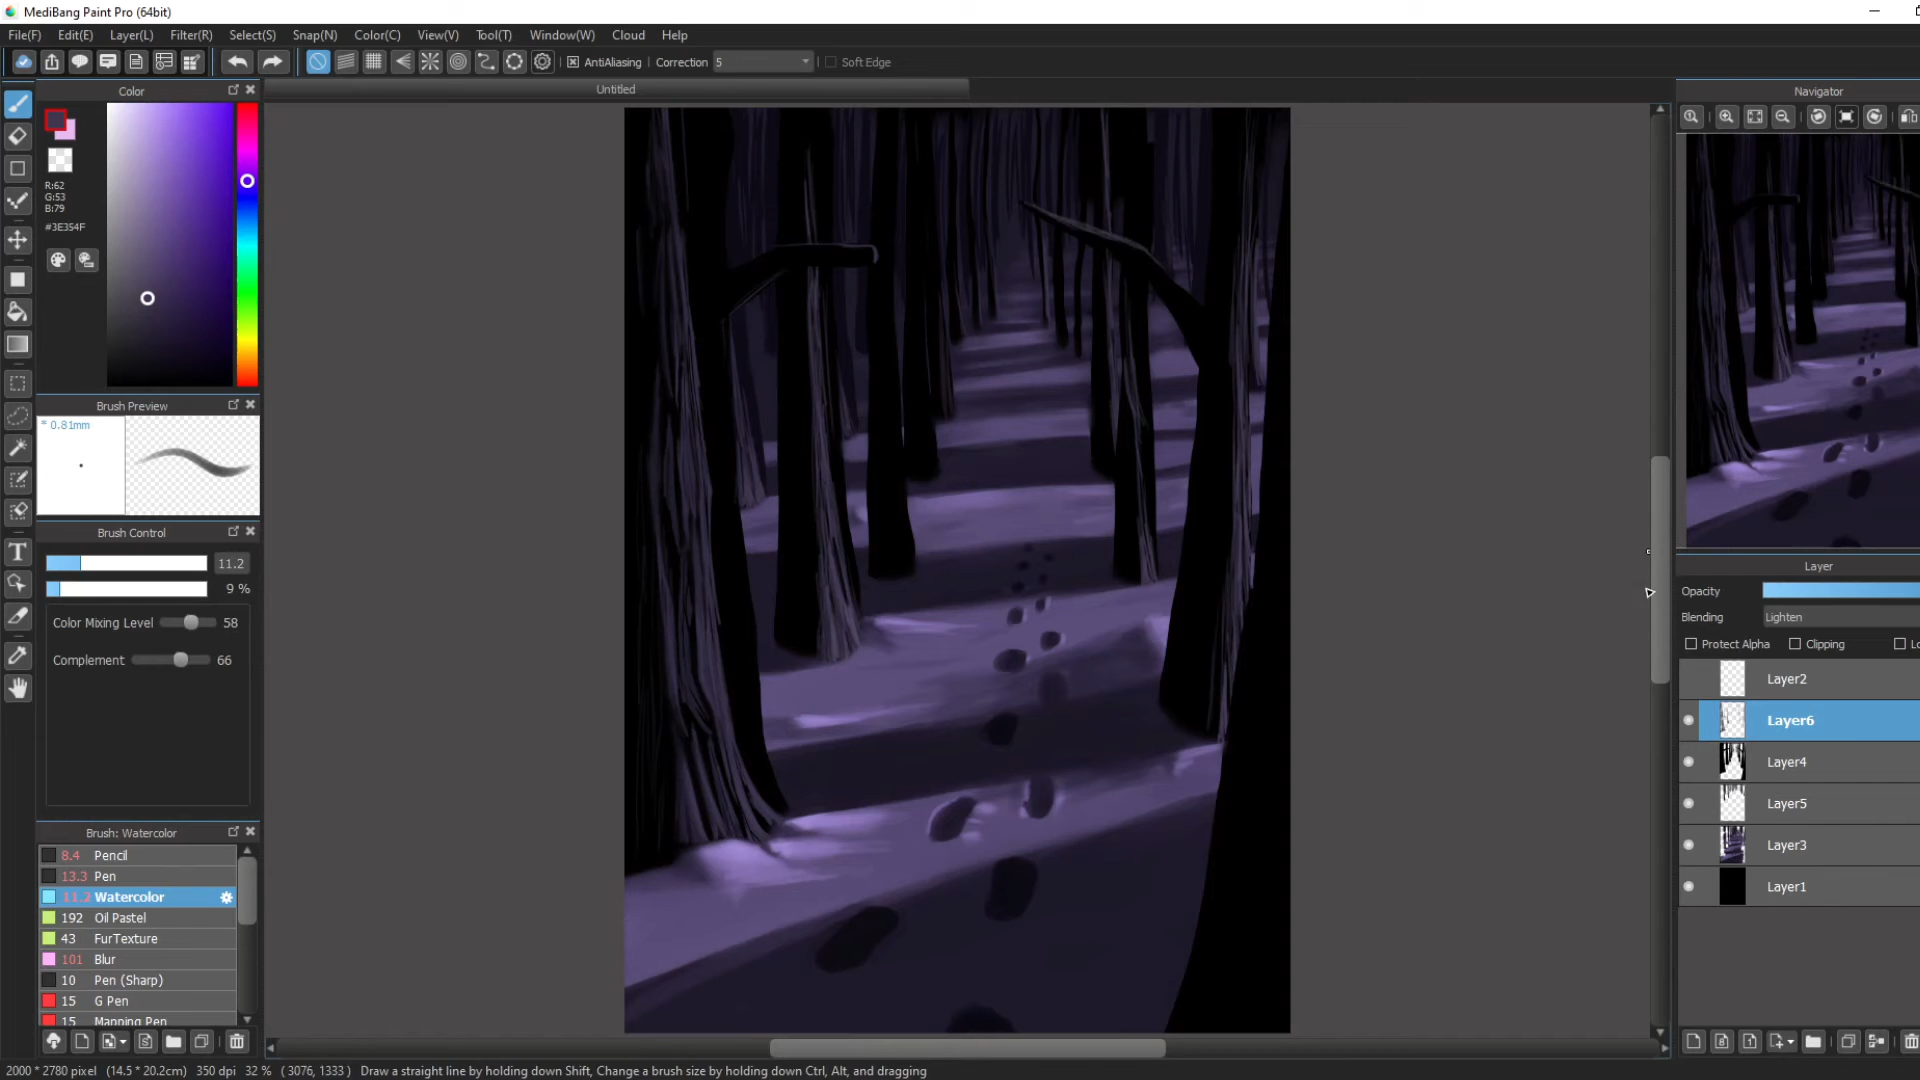 MediBang Paint Pro (64bit)
File(F) Edit(E) Layer(L) Filter(R) Select(S) Snap(N) Color(C) View(V) Tool(T) Window(W) Cloud Help
AntiAliasing Correction 5 Soft Edge
Color
Untitled
Navigator
R:62
G:53
B:79
#3E354F
Brush Preview
* 0.81mm
Brush Control
11.2
9 %
Color Mixing Level 58
Complement 66
Brush: Watercolor
8.4 Pencil
13.3 Pen
11.2 Watercolor
192 Oil Pastel
43 FurTexture
101 Blur
10 Pen (Sharp)
15 G Pen
15 Mapping Pen
Layer
Opacity
Blending Lighten
Protect Alpha Clipping Lo
Layer2
Layer6
Layer4
Layer5
Layer3
Layer1
2000 * 2780 pixel (14.5 * 20.2cm) 350 dpi 32 % ( 3076, 1333 ) Draw a straight line by holding down Shift, Change a brush size by holding down Ctrl, Alt, and dragging